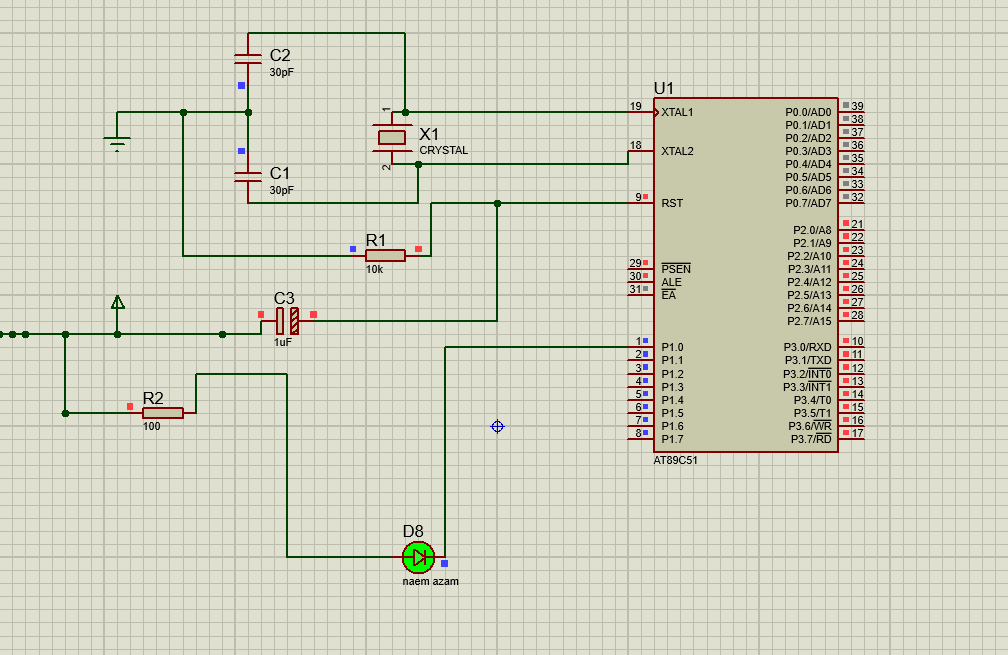 C2
30pF
C1
30pF
1
X1
CRYSTAL
2
R1
10k
C3
1uF
R2
100
D8
naem azam
U1
19 XTAL1
18 XTAL2
9 RST
29 PSEN
30 ALE
31 EA
1 P1.0
2 P1.1
3 P1.2
4 P1.3
5 P1.4
6 P1.5
7 P1.6
8 P1.7
P0.0/AD0 39
P0.1/AD1 38
P0.2/AD2 37
P0.3/AD3 36
P0.4/AD4 35
P0.5/AD5 34
P0.6/AD6 33
P0.7/AD7 32
P2.0/A8 21
P2.1/A9 22
P2.2/A10 23
P2.3/A11 24
P2.4/A12 25
P2.5/A13 26
P2.6/A14 27
P2.7/A15 28
P3.0/RXD 10
P3.1/TXD 11
P3.2/INT0 12
P3.3/INT1 13
P3.4/T0 14
P3.5/T1 15
P3.6/WR 16
P3.7/RD 17
AT89C51